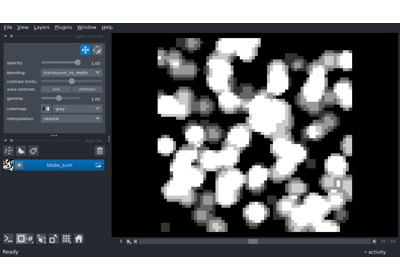 File View Layers Plugins Window Help
opacity: 1.00
blending: translucent_no_depth
contrast limits:
auto-contrast: once continuous
gamma: 1.00
colormap: gray
interpolation: nearest
blobs_sum
Ready activity